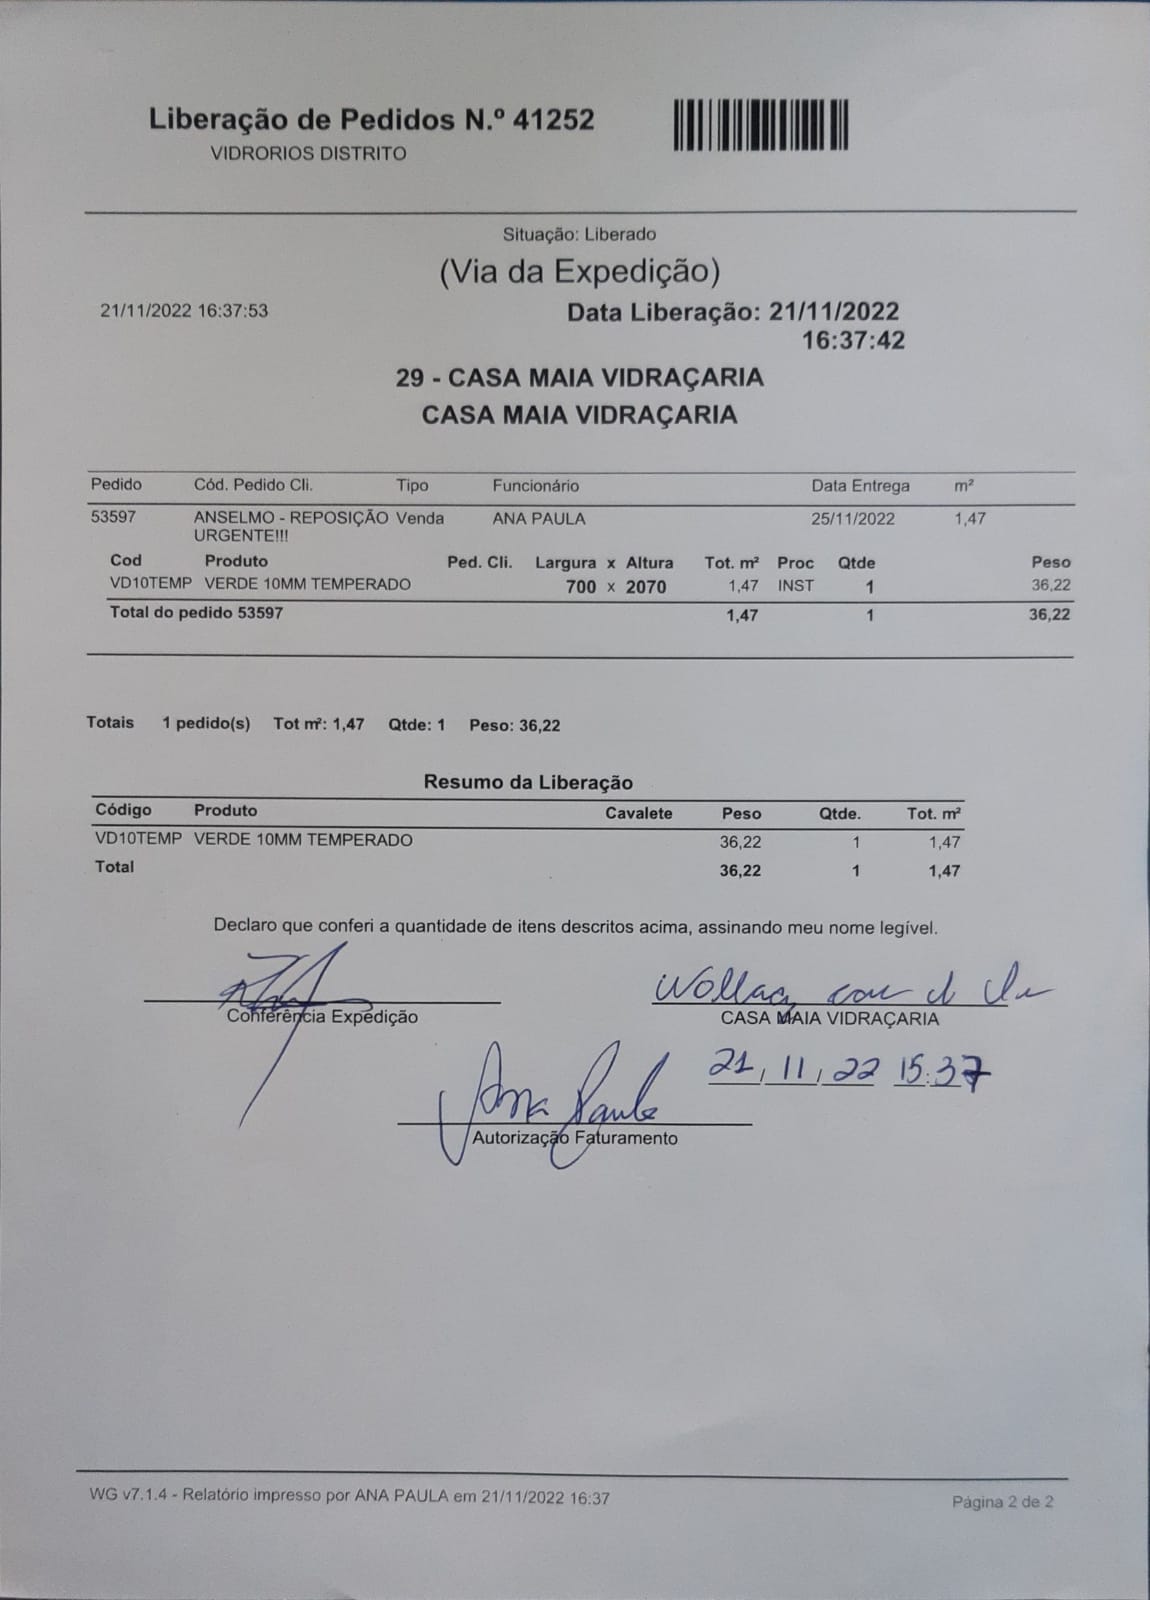 Liberação de Pedidos N.º 41252
VIDRORIOS DISTRITO
Situação: Liberado
(Via da Expedição)
21/11/2022 16:37:53
Data Liberação: 21/11/2022
16:37:42
29 - CASA MAIA VIDRAÇARIA
CASA MAIA VIDRAÇARIA
Pedido Cód. Pedido Cli. Tipo Funcionário Data Entrega m²
53597 ANSELMO - REPOSIÇÃO Venda ANA PAULA 25/11/2022 1,47
URGENTE!!!
Cod Produto Ped. Cli. Largura x Altura Tot. m² Proc Qtde Peso
VD10TEMP VERDE 10MM TEMPERADO 700 x 2070 1,47 INST 1 36,22
Total do pedido 53597 1,47 1 36,22
Totais 1 pedido(s) Tot m²: 1,47 Qtde: 1 Peso: 36,22
Resumo da Liberação
Código Produto Cavalete Peso Qtde. Tot. m²
VD10TEMP VERDE 10MM TEMPERADO 36,22 1 1,47
Total 36,22 1 1,47
Declaro que conferi a quantidade de itens descritos acima, assinando meu nome legível.
Conferência Expedição
CASA MAIA VIDRAÇARIA
21/11/22 15:37
Ana Paula
Autorização Faturamento
WG v7.1.4 - Relatório impresso por ANA PAULA em 21/11/2022 16:37
Página 2 de 2